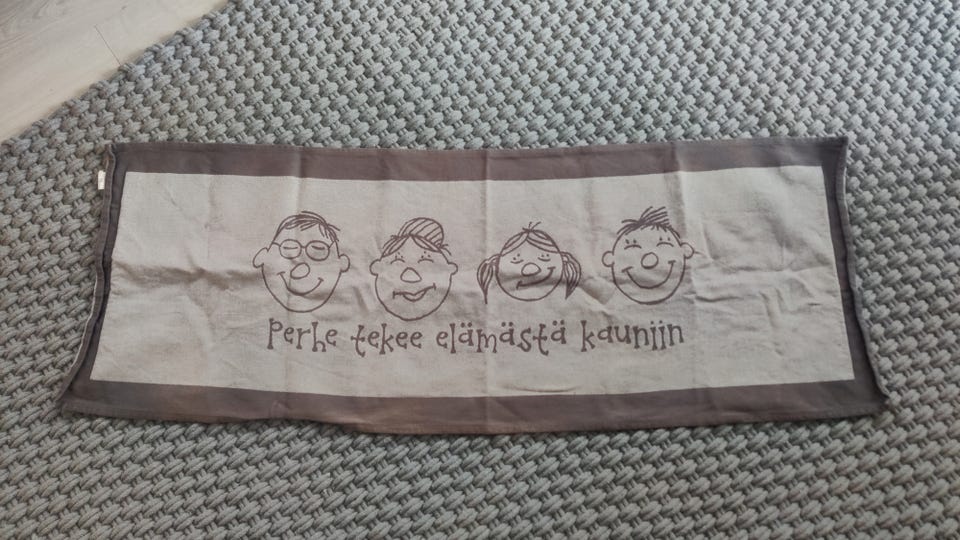 Perhe tekee elämästä kauniin